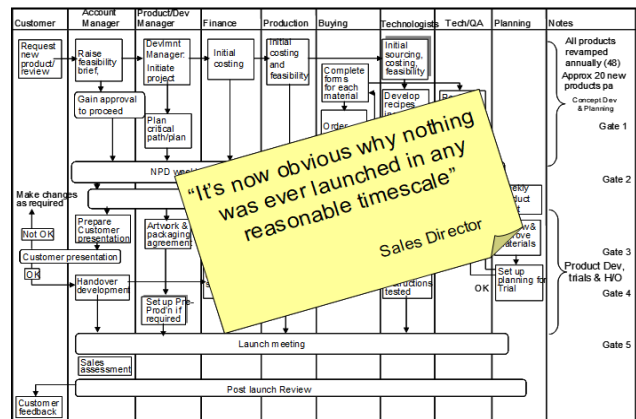 Customer
Account
Manager
Product/Dev
Manager
Finance
Production
Buying
Technologists
Tech/QA
Planning
Notes
Request
new
product/
review
Raise
feasibility
brief,
DevlmntManager:
Initiate
project
Initial
costing
Initial
costing
and
feasibility
Initial
sourcing,
costing,
feasibility
All products
revamped
annually (48)
Approx 20 new
products pa
Concept Dev
& Planning
Complete
forms
for each
material
Develop
recipes
Gain approval
to proceed
Plan
critical
path/plan
Order
Gate 1
NPD
Gate 2
"It's now obvious why nothing
was ever launched in any
reasonable timescale"
Sales Director
Make changes
as required
Not OK
Prepare
Customer
presentation
Artwork &
packaging
agreement
Customer presentation
OK
Gate 3
Product Dev,
trials & H/O
Handover
development
Set up
planning for
Trial
OK
Gate 4
Set up Pre-
Prod'n if
required
tested
Launch meeting
Gate 5
Sales
assessment
Post launch Review
Customer
feedback